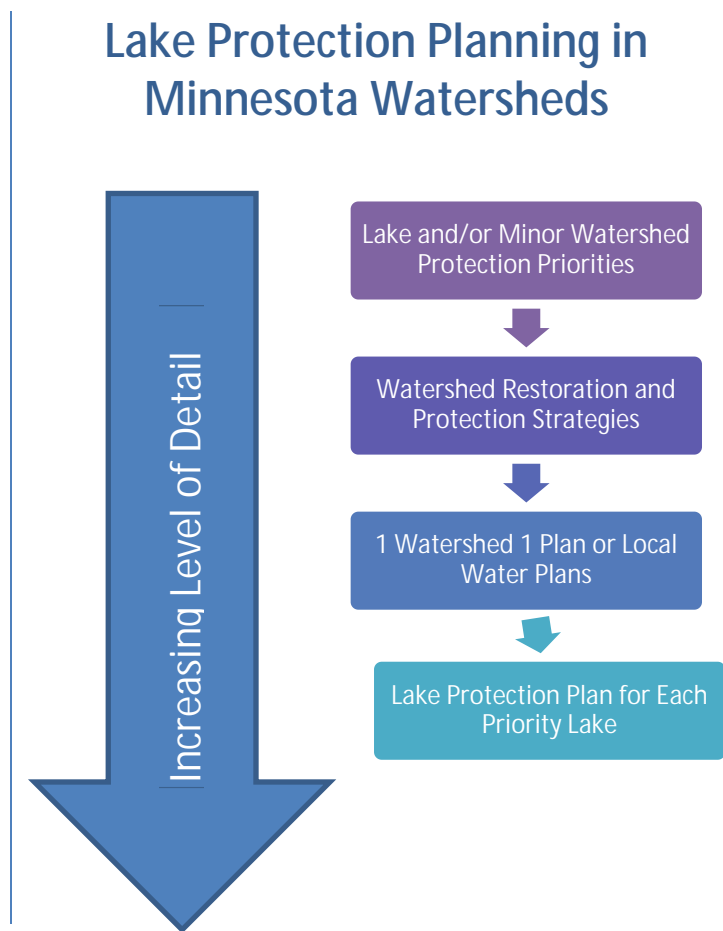 Lake Protection Planning in
Minnesota Watersheds
Increasing Level of Detail
Lake and/or Minor Watershed
Protection Priorities
Watershed Restoration and
Protection Strategies
1 Watershed 1 Plan or Local
Water Plans
Lake Protection Plan for Each
Priority Lake